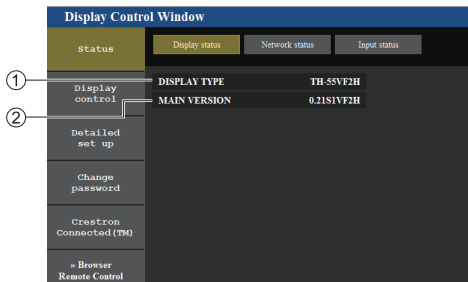 Display Control Window
Status
Display status
Network status
Input status
① DISPLAY TYPE TH-55VF2H
② MAIN VERSION 0.21S1VF2H
Display
control
Detailed
set up
Change
password
Crestron
Connected(TM)
» Browser
Remote Control